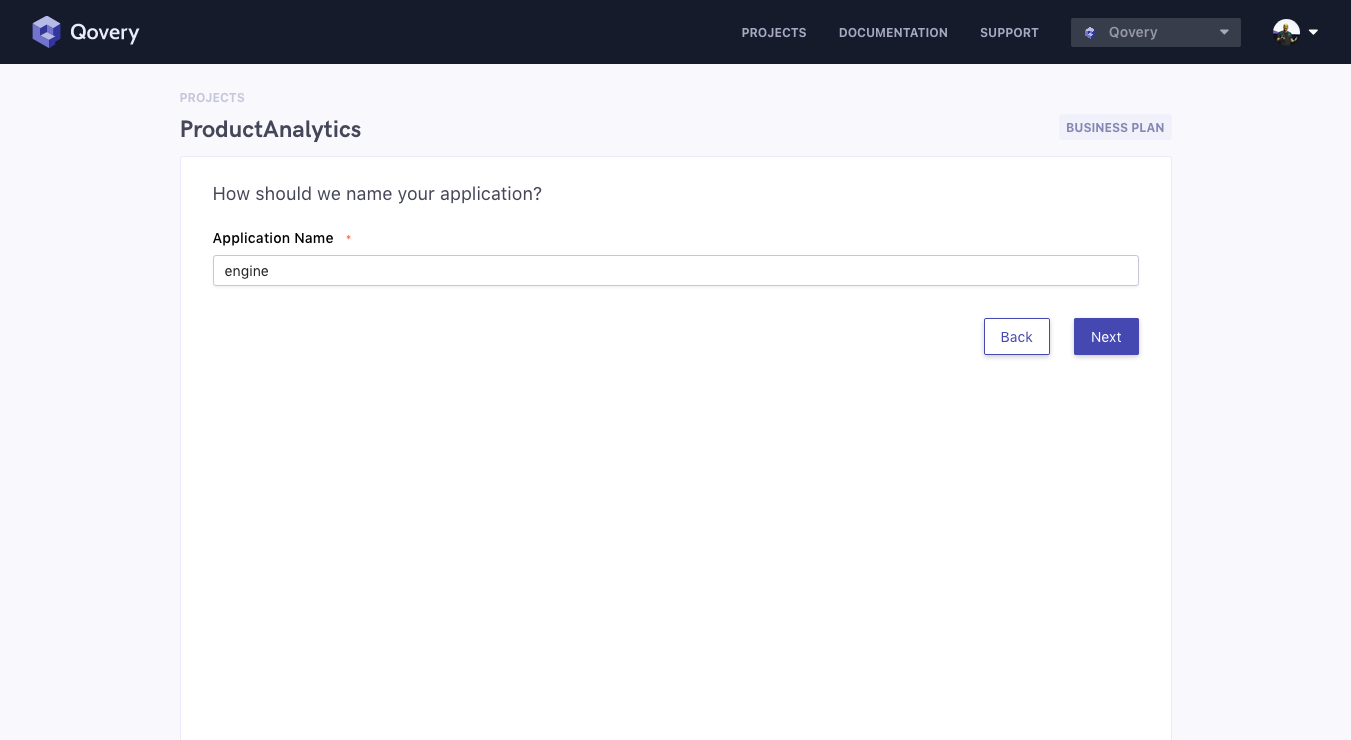 Qovery
PROJECTS
DOCUMENTATION
SUPPORT
Qovery
PROJECTS
ProductAnalytics
BUSINESS PLAN
How should we name your application?
Application Name *
engine
Back
Next